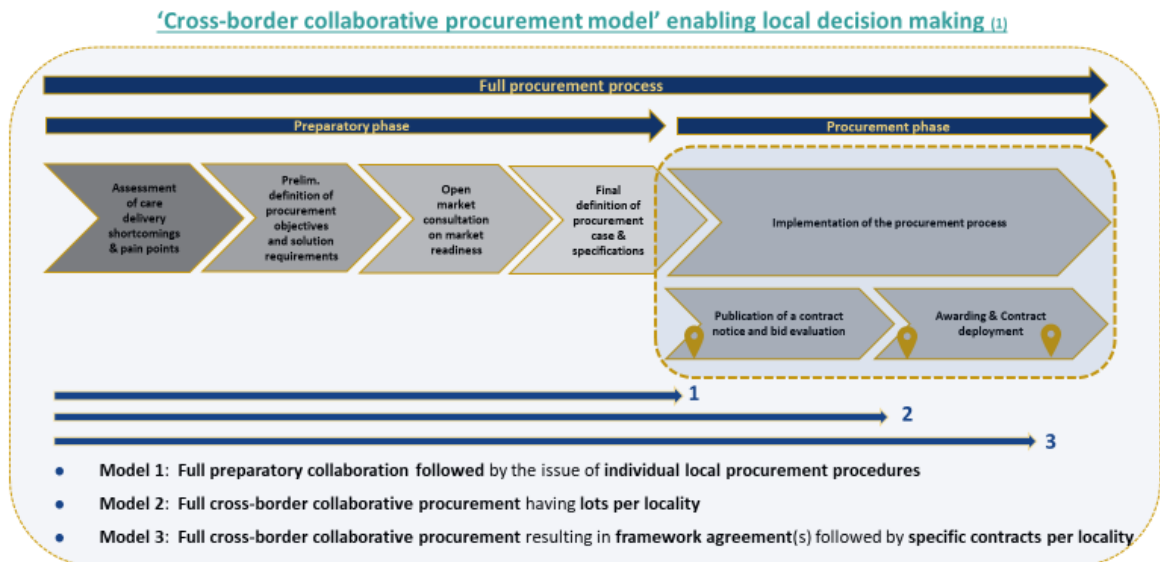 ‘Cross-border collaborative procurement model’ enabling local decision making (1)
Full procurement process
Preparatory phase
Procurement phase
Assessment
of care
delivery
shortcomings
& pain points
Prelim.
definition of
procurement
objectives
and solution
requirements
Open
market
consultation
on market
readiness
Final
definition of
procurement
case &
specifications
Implementation of the procurement process
Publication of a contract
notice and bid evaluation
Awarding & Contract
deployment
1
2
3
• Model 1: Full preparatory collaboration followed by the issue of individual local procurement procedures
• Model 2: Full cross-border collaborative procurement having lots per locality
• Model 3: Full cross-border collaborative procurement resulting in framework agreement(s) followed by specific contracts per locality